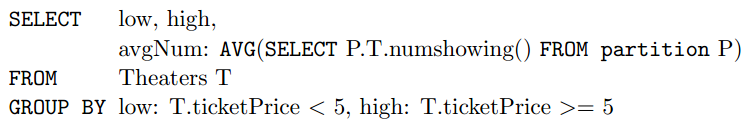 SELECT low, high,
avgNum: AVG(SELECT P.T.numshowing() FROM partition P)
FROM Theaters T
GROUP BY low: T.ticketPrice < 5, high: T.ticketPrice >= 5